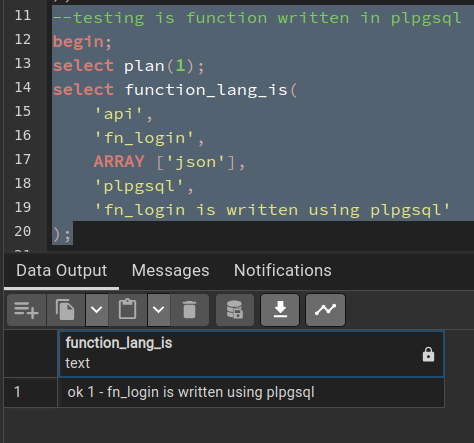 11 --testing is function written in plpgsql
12 begin;
13 select plan(1);
14 select function_lang_is(
15 'api',
16 'fn_login',
17 ARRAY ['json'],
18 'plpgsql',
19 'fn_login is written using plpgsql'
20 );
Data Output Messages Notifications
function_lang_is
text
1 ok 1 - fn_login is written using plpgsql